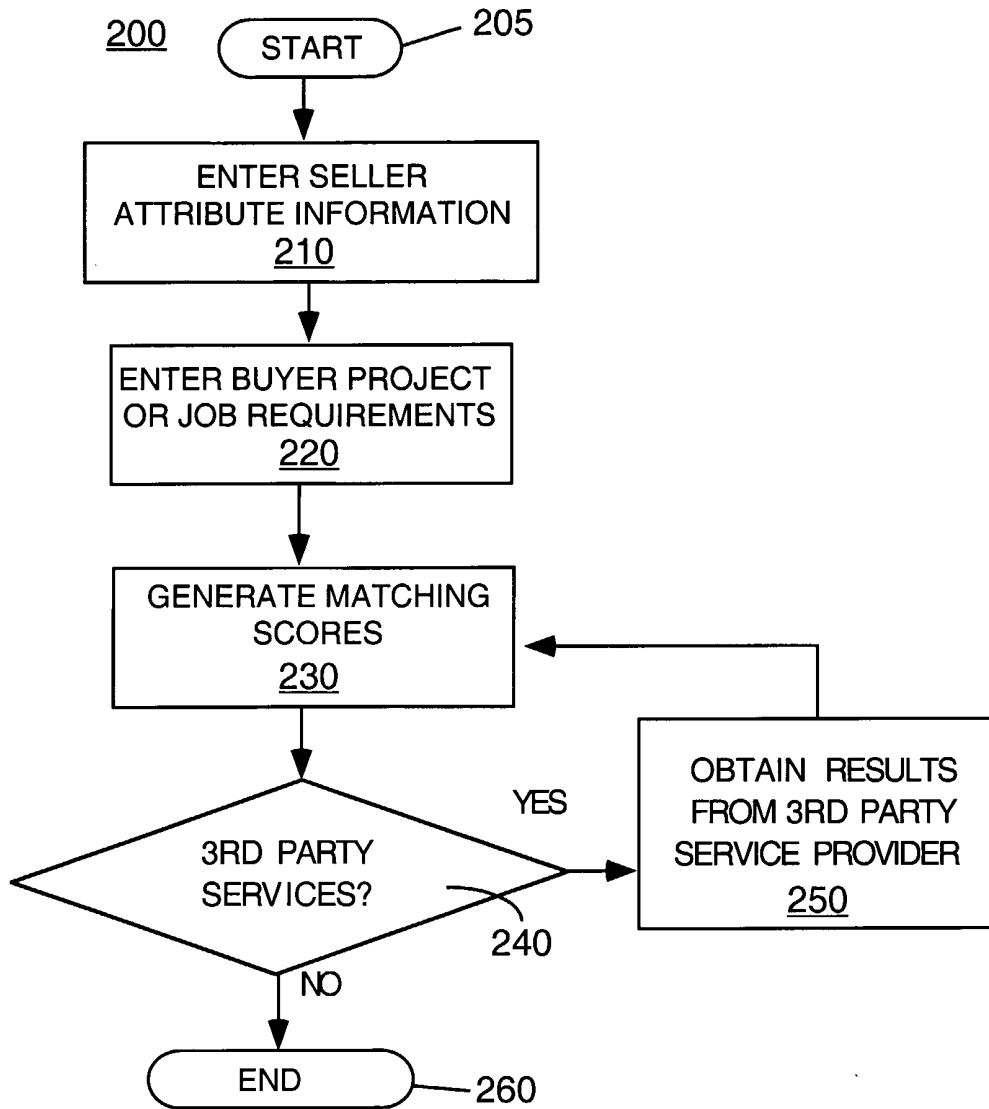 200
START
205
ENTER SELLER
ATTRIBUTE INFORMATION
210
ENTER BUYER PROJECT
OR JOB REQUIREMENTS
220
GENERATE MATCHING
SCORES
230
3RD PARTY
SERVICES?
240
YES
OBTAIN RESULTS
FROM 3RD PARTY
SERVICE PROVIDER
250
NO
END
260